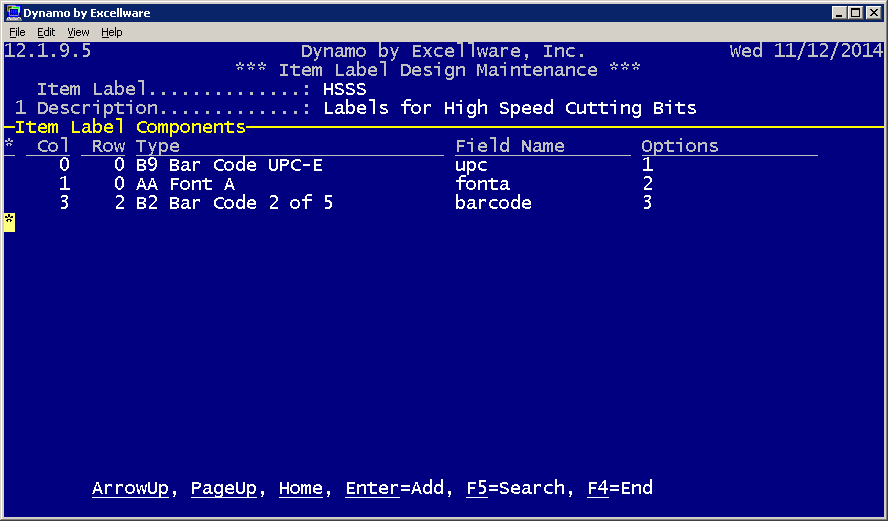 Dynamo by Excellware
File Edit View Help
12.1.9.5 Dynamo by Excellware, Inc. Wed 11/12/2014
*** Item Label Design Maintenance ***
Item Label..............: HSSS
1 Description.............: Labels for High Speed Cutting Bits
Item Label Components
* Col Row Type Field Name Options
0 0 B9 Bar Code UPC-E upc 1
1 0 AA Font A fonta 2
3 2 B2 Bar Code 2 of 5 barcode 3
*
ArrowUp, PageUp, Home, Enter=Add, F5=Search, F4=End